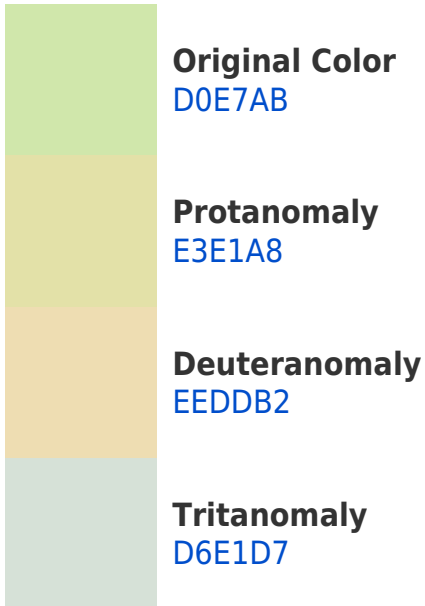 Original Color
D0E7AB
Protanomaly
E3E1A8
Deuteranomaly
EEDDB2
Tritanomaly
D6E1D7